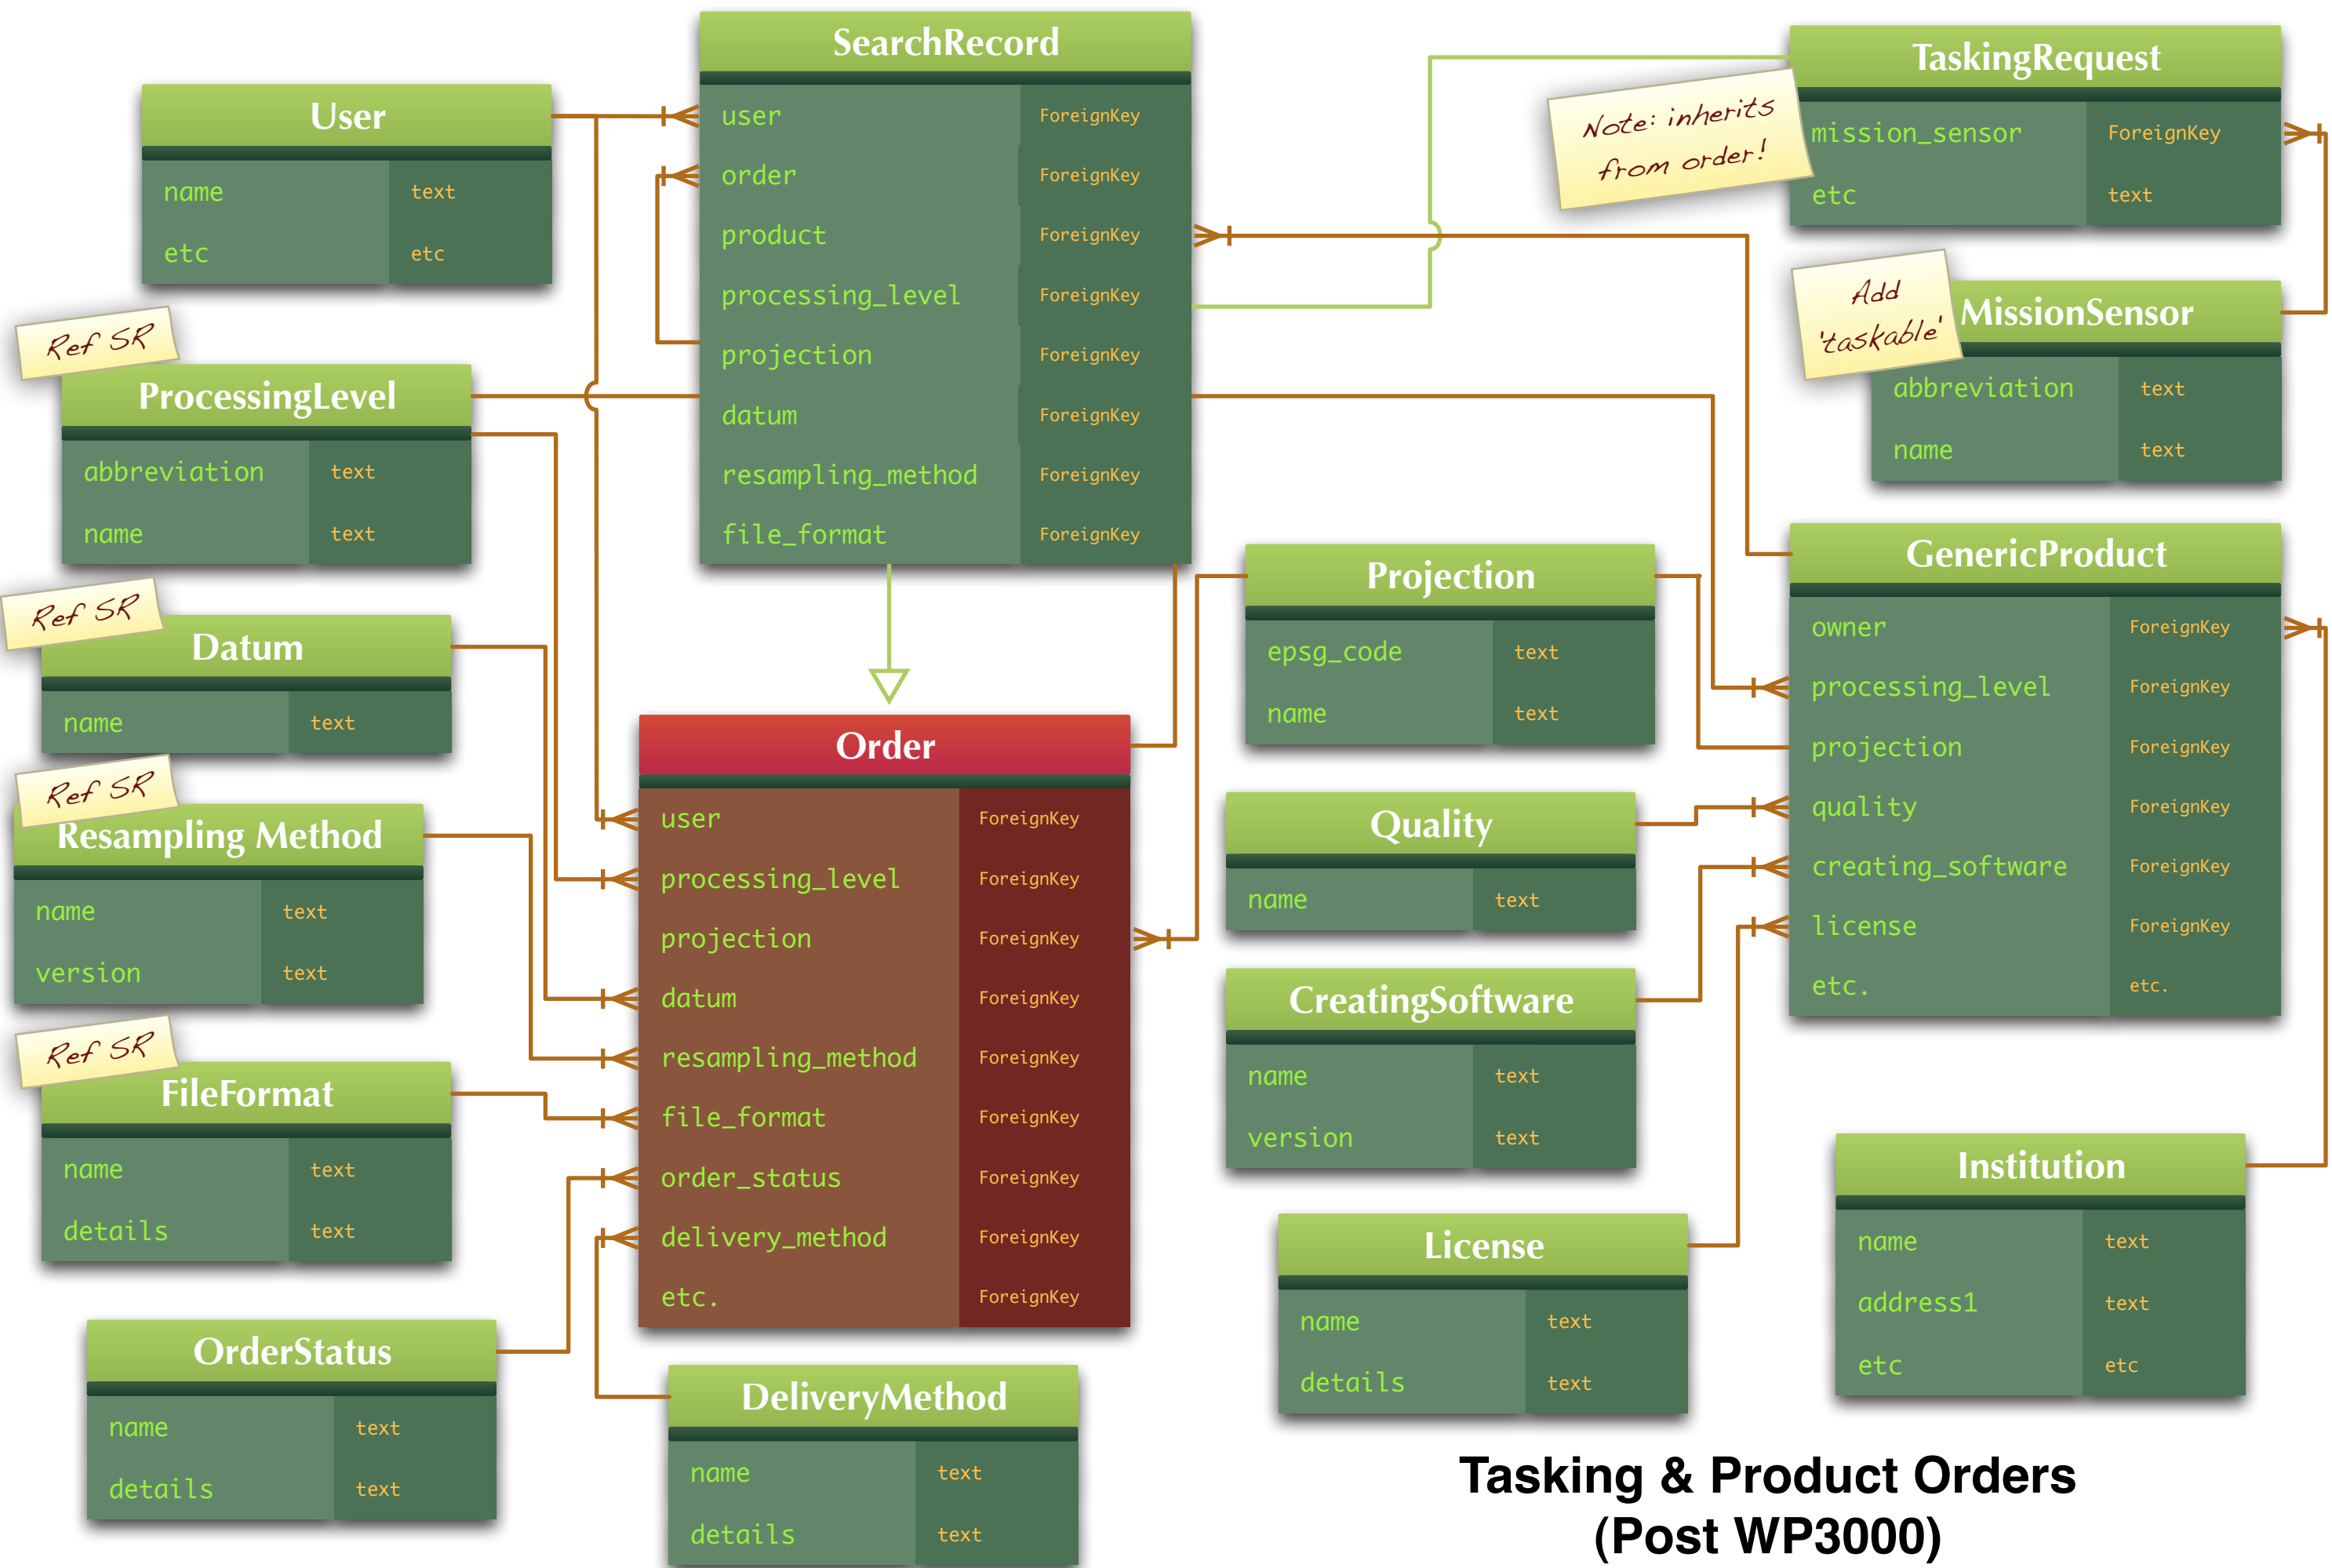 SearchRecord
user ForeignKey
order ForeignKey
product ForeignKey
processing_level ForeignKey
projection ForeignKey
datum ForeignKey
resampling_method ForeignKey
file_format ForeignKey
TaskingRequest
mission_sensor ForeignKey
etc text
Note: inherits
from order!
User
name text
etc etc
Add
'taskable'
MissionSensor
abbreviation text
name text
Ref SR
ProcessingLevel
abbreviation text
name text
Ref SR
Datum
name text
Ref SR
Resampling Method
name text
version text
Ref SR
FileFormat
name text
details text
OrderStatus
name text
details text
Order
user ForeignKey
processing_level ForeignKey
projection ForeignKey
datum ForeignKey
resampling_method ForeignKey
file_format ForeignKey
order_status ForeignKey
delivery_method ForeignKey
etc. ForeignKey
DeliveryMethod
name text
details text
Projection
epsg_code text
name text
Quality
name text
CreatingSoftware
name text
version text
License
name text
details text
GenericProduct
owner ForeignKey
processing_level ForeignKey
projection ForeignKey
quality ForeignKey
creating_software ForeignKey
license ForeignKey
etc. etc.
Institution
name text
address1 text
etc etc
Tasking & Product Orders
(Post WP3000)